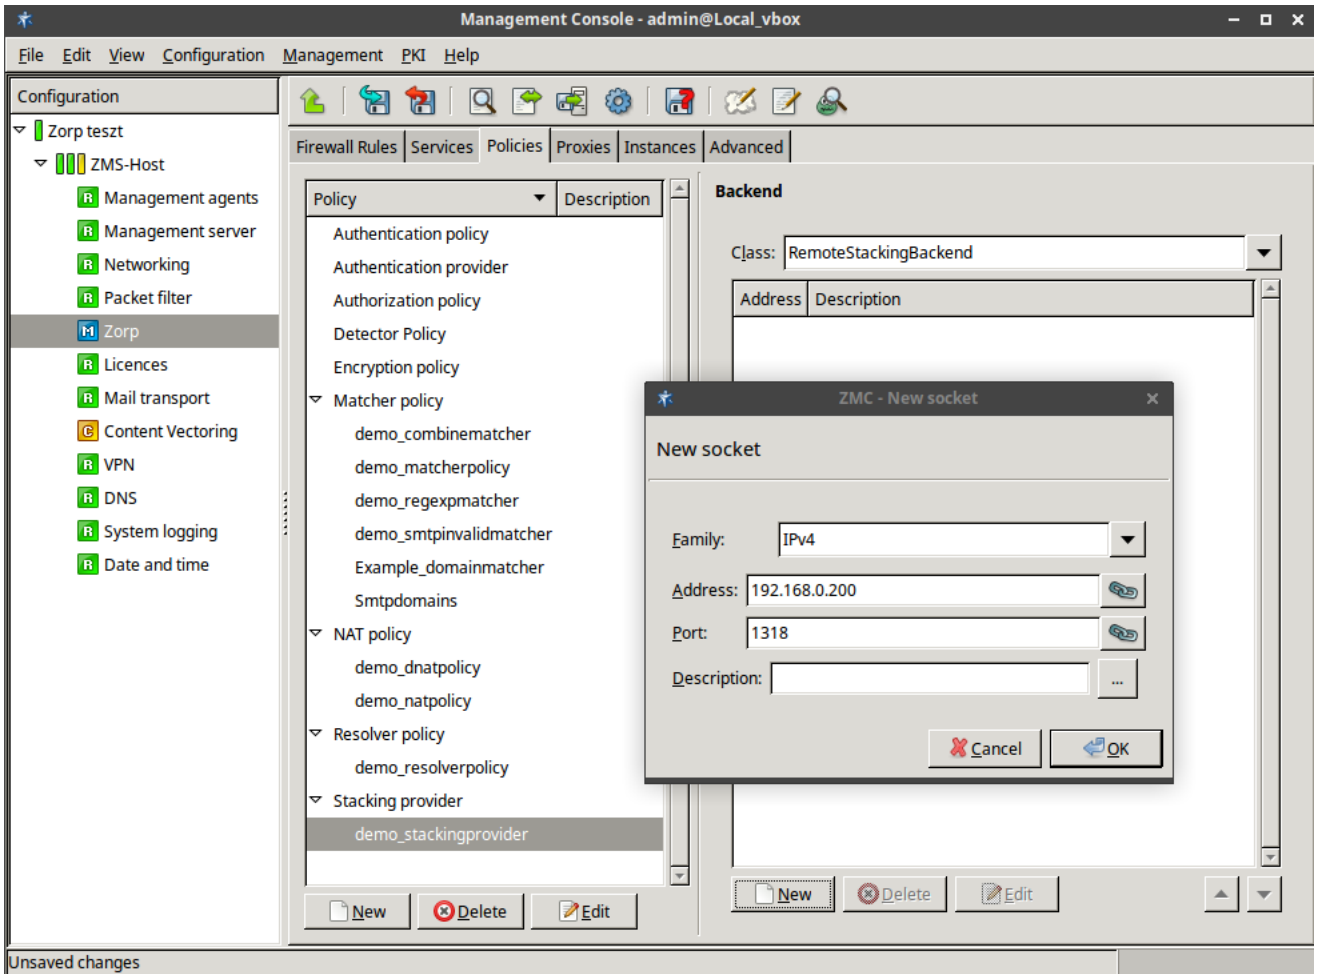 Management Console - admin@Local_vbox
File Edit View Configuration Management PKI Help
Configuration
Zorp teszt
ZMS-Host
R Management agents
R Management server
R Networking
R Packet filter
M Zorp
R Licences
R Mail transport
C Content Vectoring
R VPN
R DNS
R System logging
R Date and time
Firewall Rules Services Policies Proxies Instances Advanced
Policy Description
Authentication policy
Authentication provider
Authorization policy
Detector Policy
Encryption policy
Matcher policy
demo_combinematcher
demo_matcherpolicy
demo_regexpmatcher
demo_smtpinvalidmatcher
Example_domainmatcher
Smtpdomains
NAT policy
demo_dnatpolicy
demo_natpolicy
Resolver policy
demo_resolverpolicy
Stacking provider
demo_stackingprovider
New Delete Edit
Backend
Class: RemoteStackingBackend
Address Description
ZMC - New socket
New socket
Family: IPv4
Address: 192.168.0.200
Port: 1318
Description: ...
Cancel OK
New Delete Edit
Unsaved changes